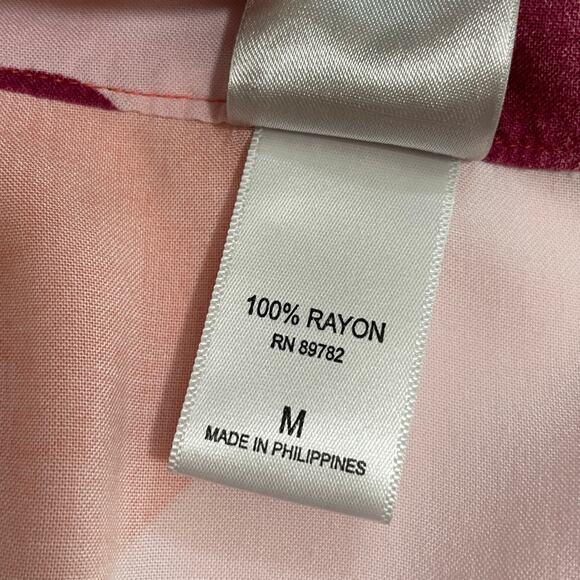 100% RAYON
RN 89782
M
MADE IN PHILIPPINES